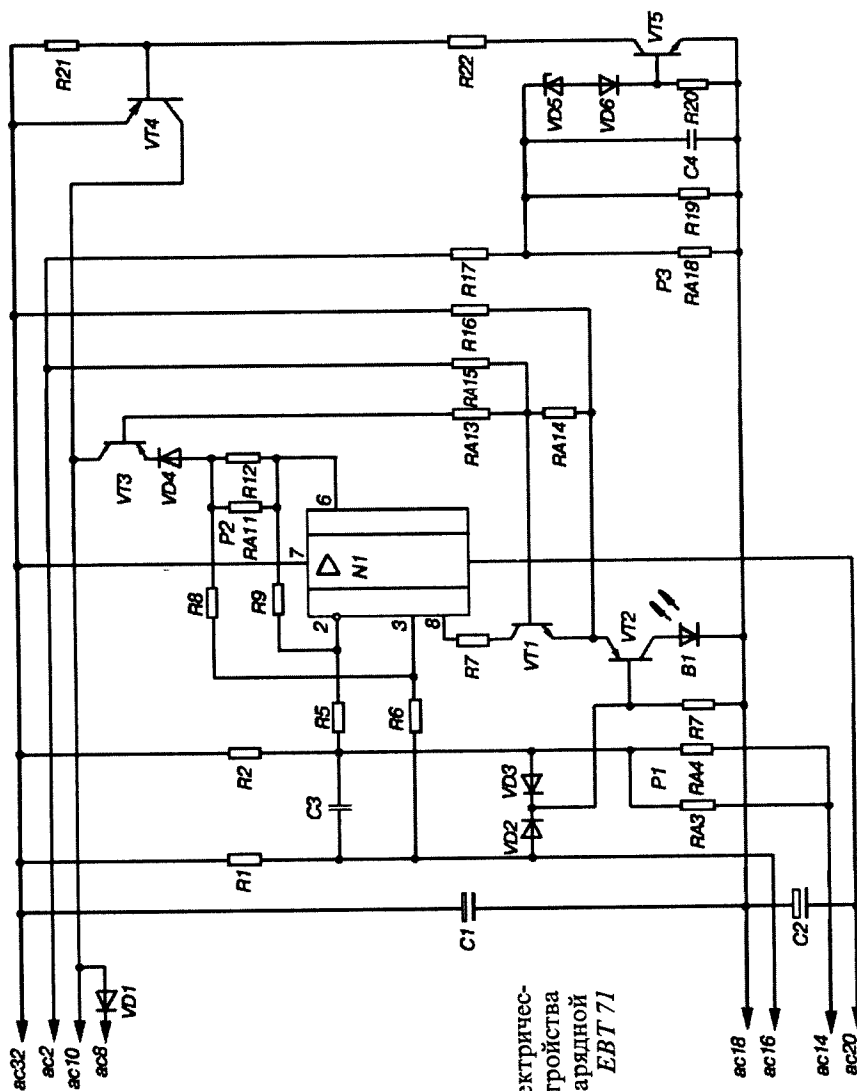 ac32
ac2
ac10
ac8
VD1
ac18
ac16
ac14
ac20
C1
C2
R1
C3
VD2
VD3
R2
R5
R6
P1
RA3
RA4
R7
R8
R9
2
3
8
7
6
N1
R7
VT1
VT2
B1
P2
RA11
R12
VD4
VT3
RA13
RA14
RA15
R16
R17
P3
RA18
R19
C4
R20
VD5
VD6
VT5
R22
VT4
R21
ектричес-
тройства
арядной
EBT 71